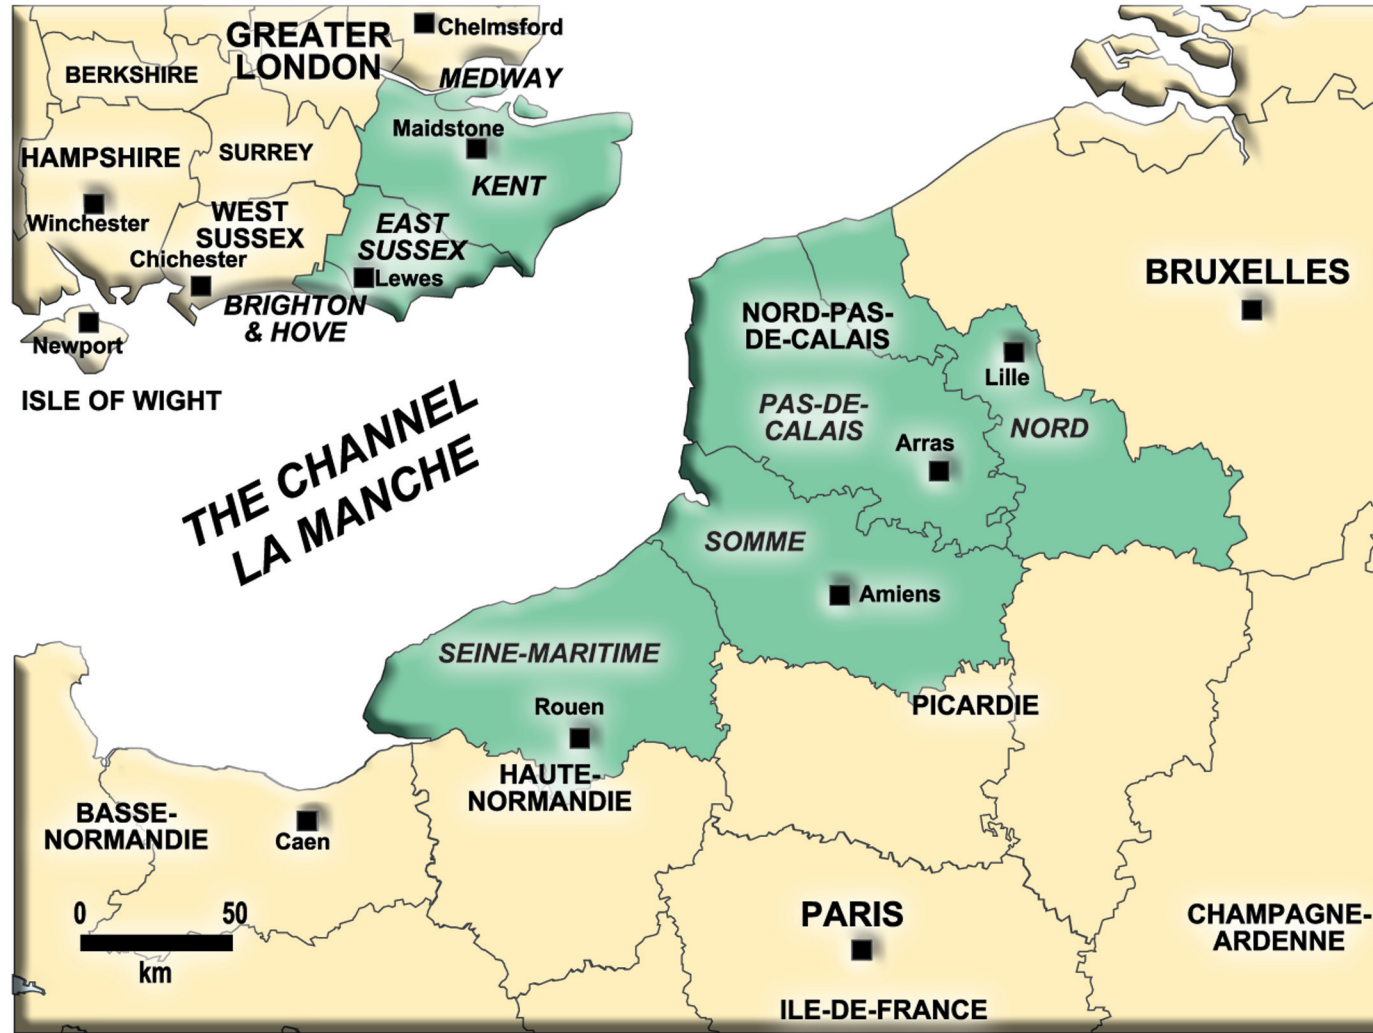 GREATER
LONDON
Chelmsford
BERKSHIRE
MEDWAY
Maidstone
HAMPSHIRE
SURREY
KENT
Winchester
WEST
SUSSEX
EAST
SUSSEX
Chichester
Lewes
BRIGHTON
& HOVE
Newport
ISLE OF WIGHT
BRUXELLES
NORD-PAS-
DE-CALAIS
Lille
PAS-DE-
CALAIS
NORD
Arras
THE CHANNEL
LA MANCHE
SOMME
Amiens
SEINE-MARITIME
Rouen
PICARDIE
HAUTE-
NORMANDIE
BASSE-
NORMANDIE
Caen
0 50
km
PARIS
CHAMPAGNE-
ARDENNE
ILE-DE-FRANCE